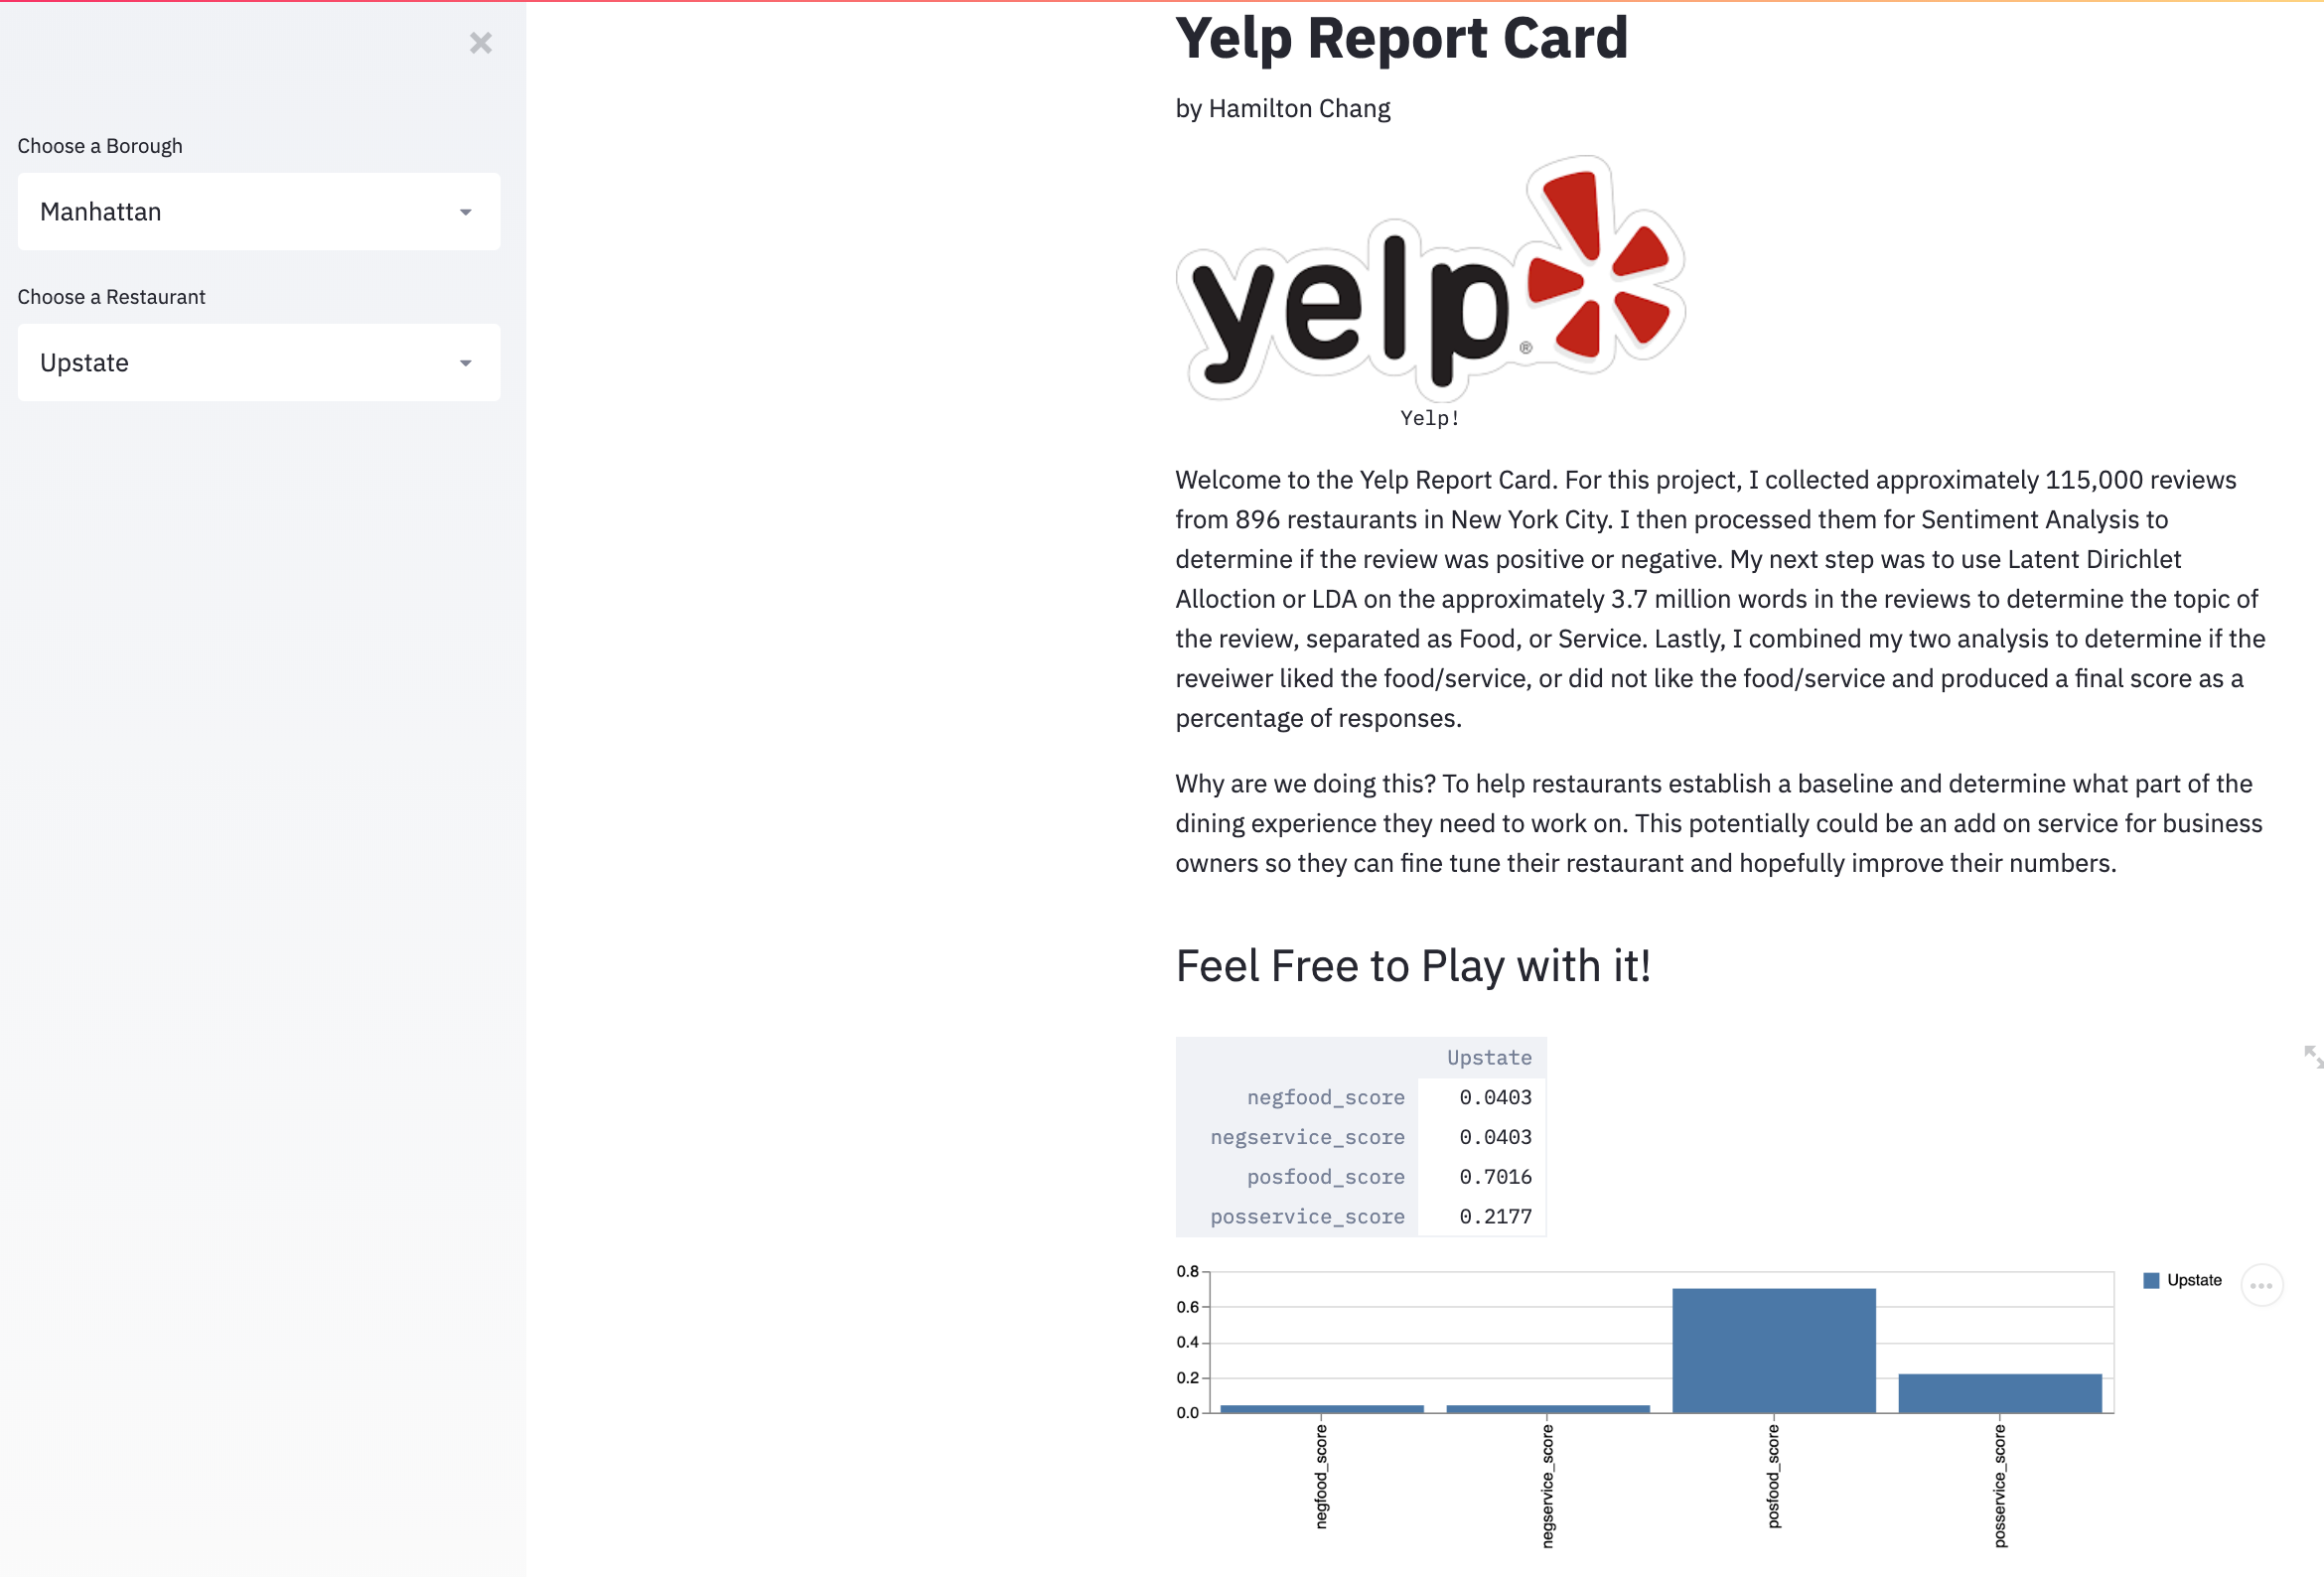 Choose a Borough
Manhattan
Choose a Restaurant
Upstate
Yelp Report Card
by Hamilton Chang
yelp®
Yelp!
Welcome to the Yelp Report Card. For this project, I collected approximately 115,000 reviews
from 896 restaurants in New York City. I then processed them for Sentiment Analysis to
determine if the review was positive or negative. My next step was to use Latent Dirichlet
Alloction or LDA on the approximately 3.7 million words in the reviews to determine the topic of
the review, separated as Food, or Service. Lastly, I combined my two analysis to determine if the
reveiwer liked the food/service, or did not like the food/service and produced a final score as a
percentage of responses.
Why are we doing this? To help restaurants establish a baseline and determine what part of the
dining experience they need to work on. This potentially could be an add on service for business
owners so they can fine tune their restaurant and hopefully improve their numbers.
Feel Free to Play with it!
Upstate
negfood_score 0.0403
negservice_score 0.0403
posfood_score 0.7016
posservice_score 0.2177
0.8
0.6
0.4
0.2
0.0
negfood_score
negservice_score
posfood_score
posservice_score
Upstate